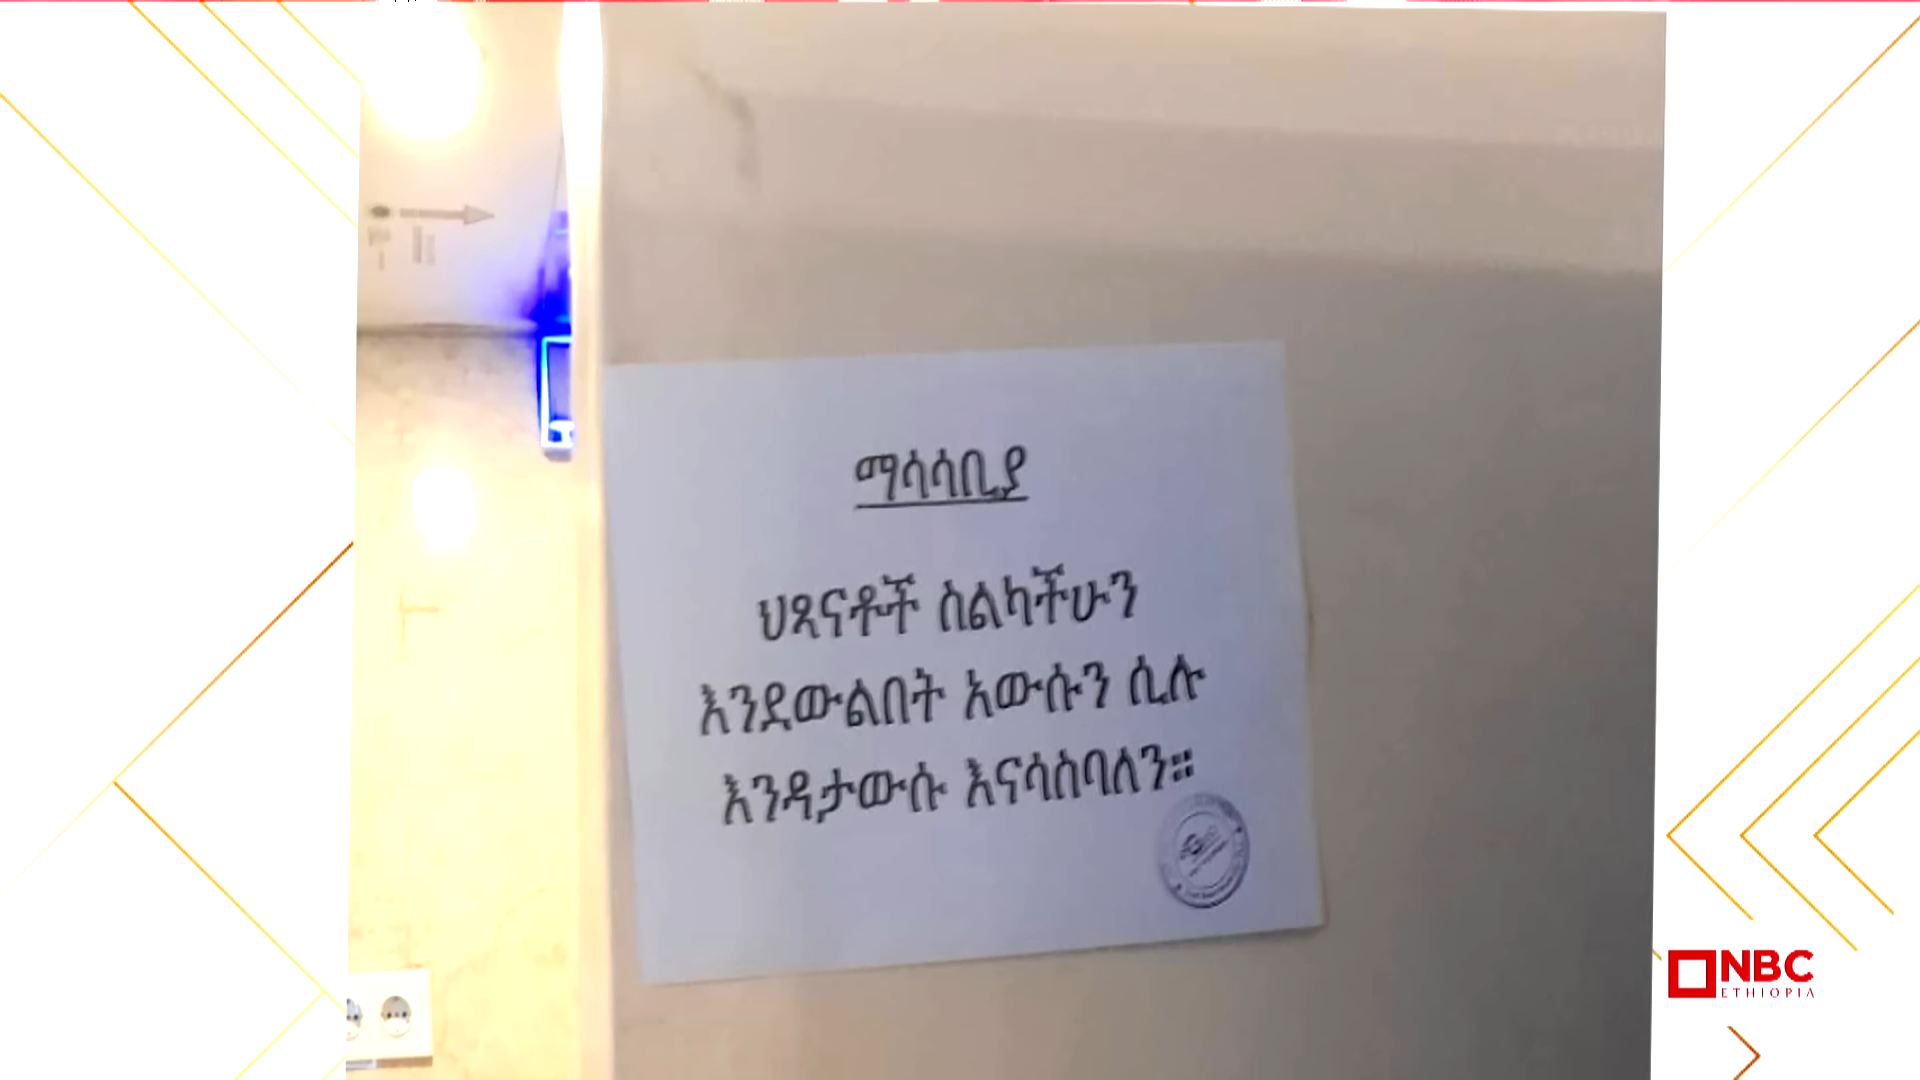 ማሳሳቢያ
ህጻናቶች ስልካችሁን
እንደውልበት አውሱን ሲሉ
እንዳታውሱ እናሳስባለን።
NBC
ETHIOPIA